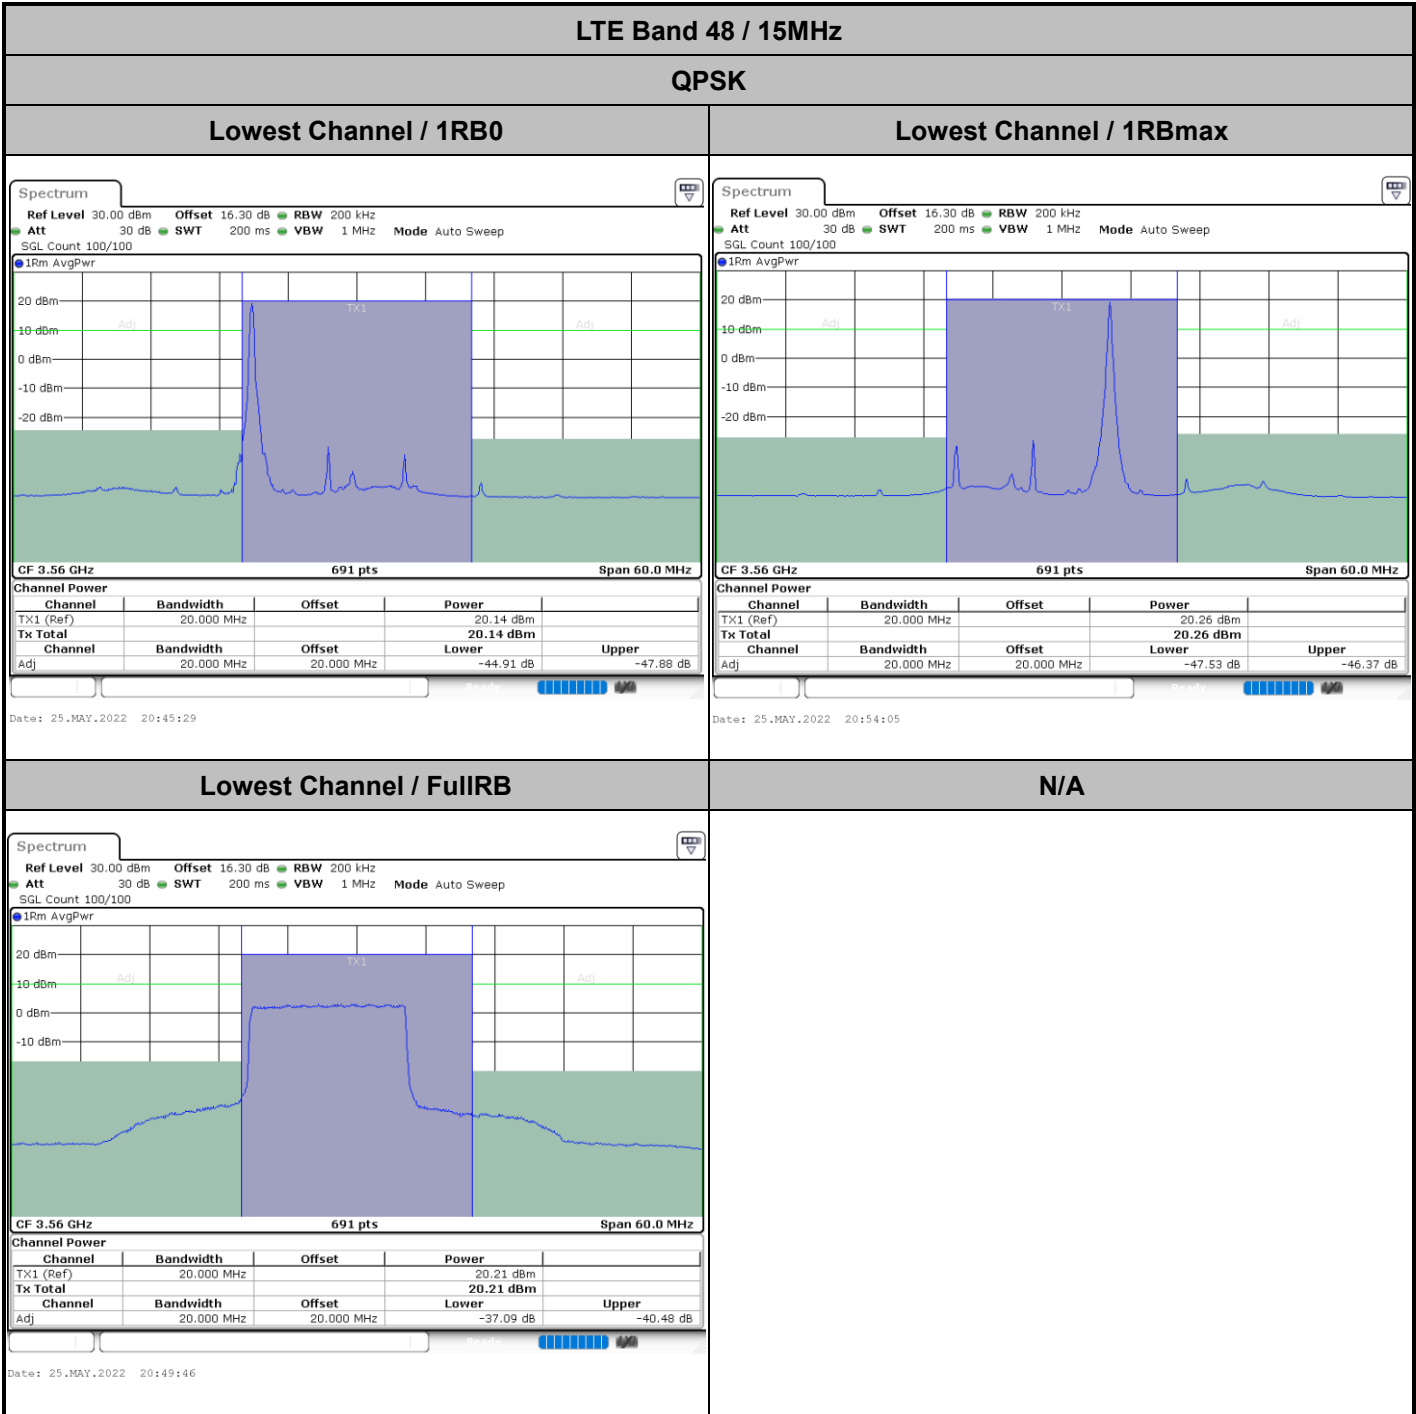 LTE Band 48 / 15MHz
QPSK
Lowest Channel / 1RB0
Lowest Channel / 1RBmax
Spectrum
Ref Level 30.00 dBm Offset 16.30 dB RBW 200 kHz
Att 30 dB SWT 200 ms VBW 1 MHz Mode Auto Sweep
SGL Count 100/100
1Rm AvgPwr
20 dBm
10 dBm
0 dBm
-10 dBm
-20 dBm
Adj
TX1
Adj
CF 3.56 GHz 691 pts Span 60.0 MHz
Channel Power
Channel Bandwidth Offset Power
TX1 (Ref) 20.000 MHz 20.14 dBm
Tx Total 20.14 dBm
Channel Bandwidth Offset Lower Upper
Adj 20.000 MHz 20.000 MHz -44.91 dB -47.88 dB
Ready
Date: 25.MAY.2022 20:45:29
Spectrum
Ref Level 30.00 dBm Offset 16.30 dB RBW 200 kHz
Att 30 dB SWT 200 ms VBW 1 MHz Mode Auto Sweep
SGL Count 100/100
1Rm AvgPwr
20 dBm
10 dBm
0 dBm
-10 dBm
-20 dBm
Adj
TX1
Adj
CF 3.56 GHz 691 pts Span 60.0 MHz
Channel Power
Channel Bandwidth Offset Power
TX1 (Ref) 20.000 MHz 20.26 dBm
Tx Total 20.26 dBm
Channel Bandwidth Offset Lower Upper
Adj 20.000 MHz 20.000 MHz -47.53 dB -46.37 dB
Ready
Date: 25.MAY.2022 20:54:05
Lowest Channel / FullRB
N/A
Spectrum
Ref Level 30.00 dBm Offset 16.30 dB RBW 200 kHz
Att 30 dB SWT 200 ms VBW 1 MHz Mode Auto Sweep
SGL Count 100/100
1Rm AvgPwr
20 dBm
10 dBm
0 dBm
-10 dBm
Adj
TX1
Adj
CF 3.56 GHz 691 pts Span 60.0 MHz
Channel Power
Channel Bandwidth Offset Power
TX1 (Ref) 20.000 MHz 20.21 dBm
Tx Total 20.21 dBm
Channel Bandwidth Offset Lower Upper
Adj 20.000 MHz 20.000 MHz -37.09 dB -40.48 dB
Ready
Date: 25.MAY.2022 20:49:46